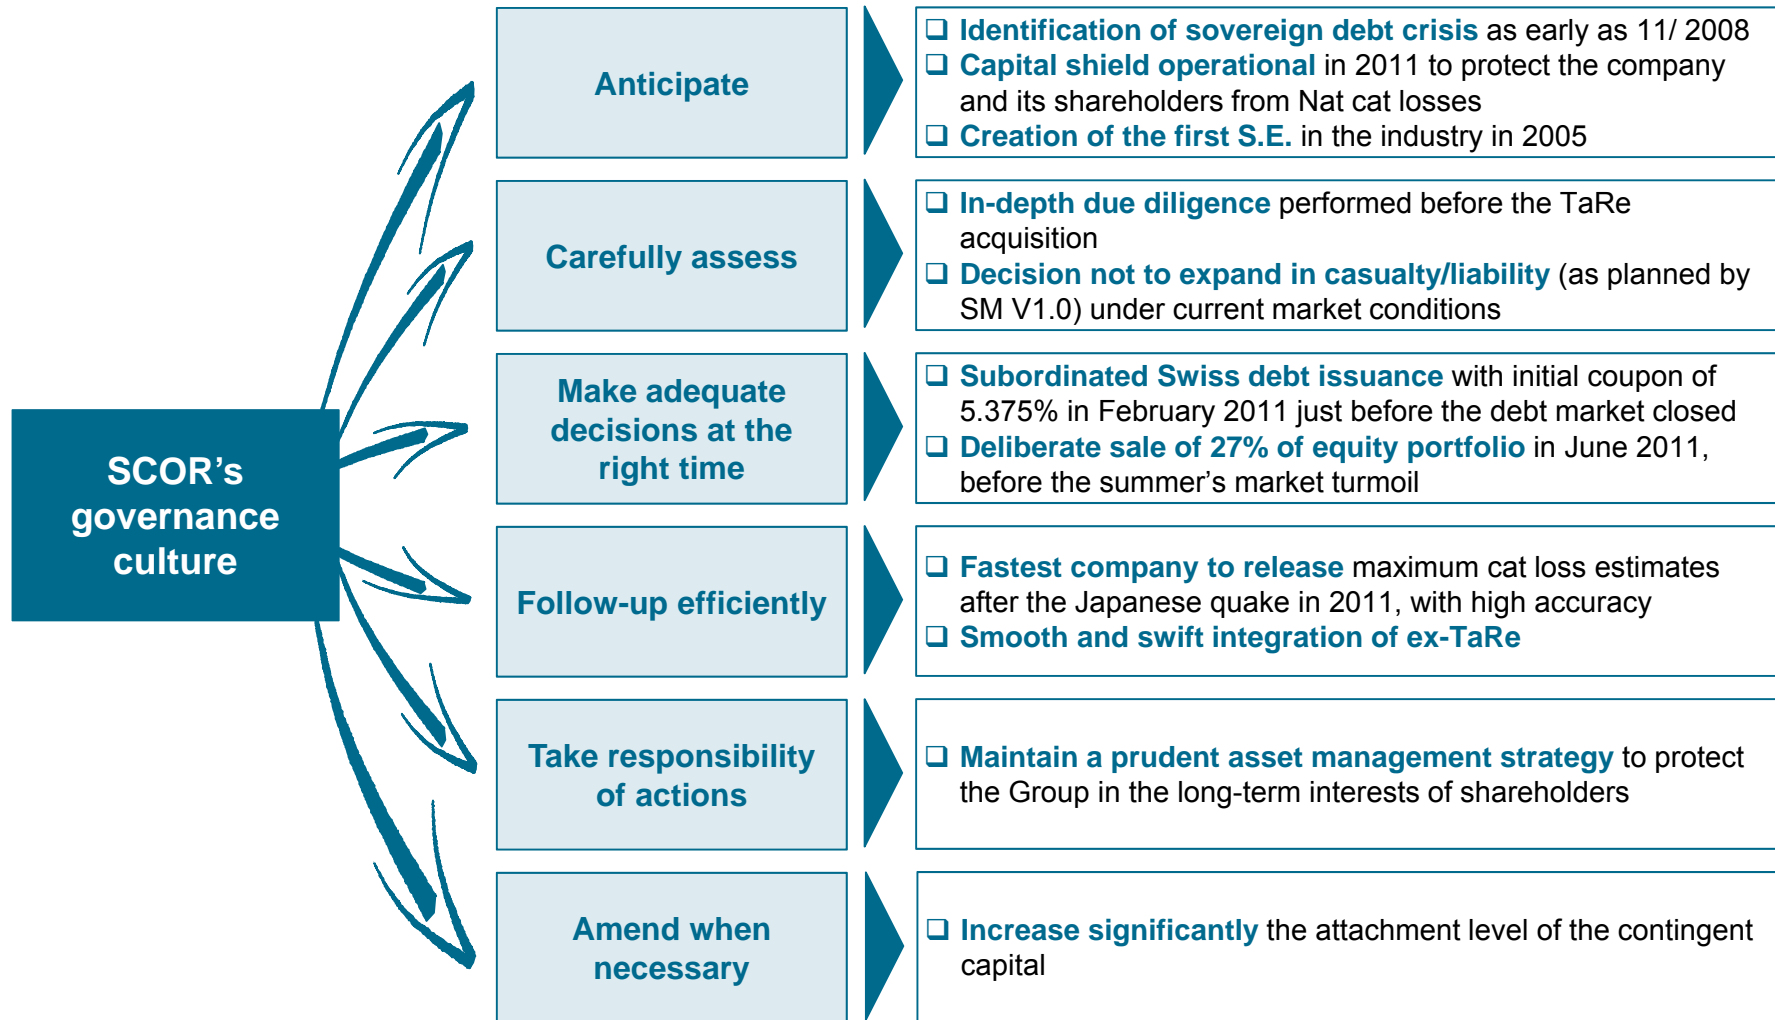 SCOR’s
governance
culture
Anticipate
❑ Identification of sovereign debt crisis as early as 11/ 2008
❑ Capital shield operational in 2011 to protect the company
and its shareholders from Nat cat losses
❑ Creation of the first S.E. in the industry in 2005
Carefully assess
❑ In-depth due diligence performed before the TaRe
acquisition
❑ Decision not to expand in casualty/liability (as planned by
SM V1.0) under current market conditions
Make adequate
decisions at the
right time
❑ Subordinated Swiss debt issuance with initial coupon of
5.375% in February 2011 just before the debt market closed
❑ Deliberate sale of 27% of equity portfolio in June 2011,
before the summer’s market turmoil
Follow-up efficiently
❑ Fastest company to release maximum cat loss estimates
after the Japanese quake in 2011, with high accuracy
❑ Smooth and swift integration of ex-TaRe
Take responsibility
of actions
❑ Maintain a prudent asset management strategy to protect
the Group in the long-term interests of shareholders
Amend when
necessary
❑ Increase significantly the attachment level of the contingent
capital